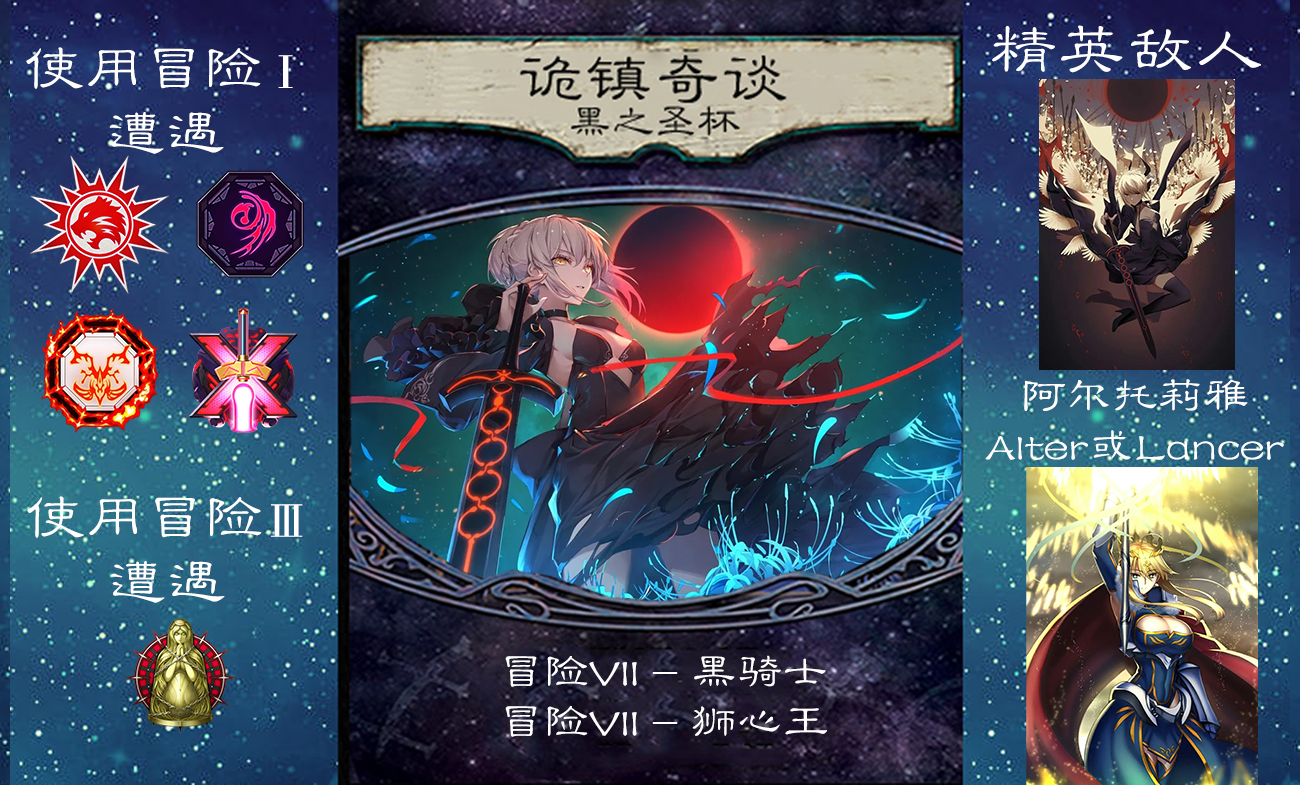 使用冒险Ⅰ
遭遇
使用冒险Ⅲ
遭遇
诡镇奇谈
黑之圣杯
冒险VII － 黑骑士
冒险VII － 狮心王
精英敌人
阿尔托莉雅
Alter或Lancer